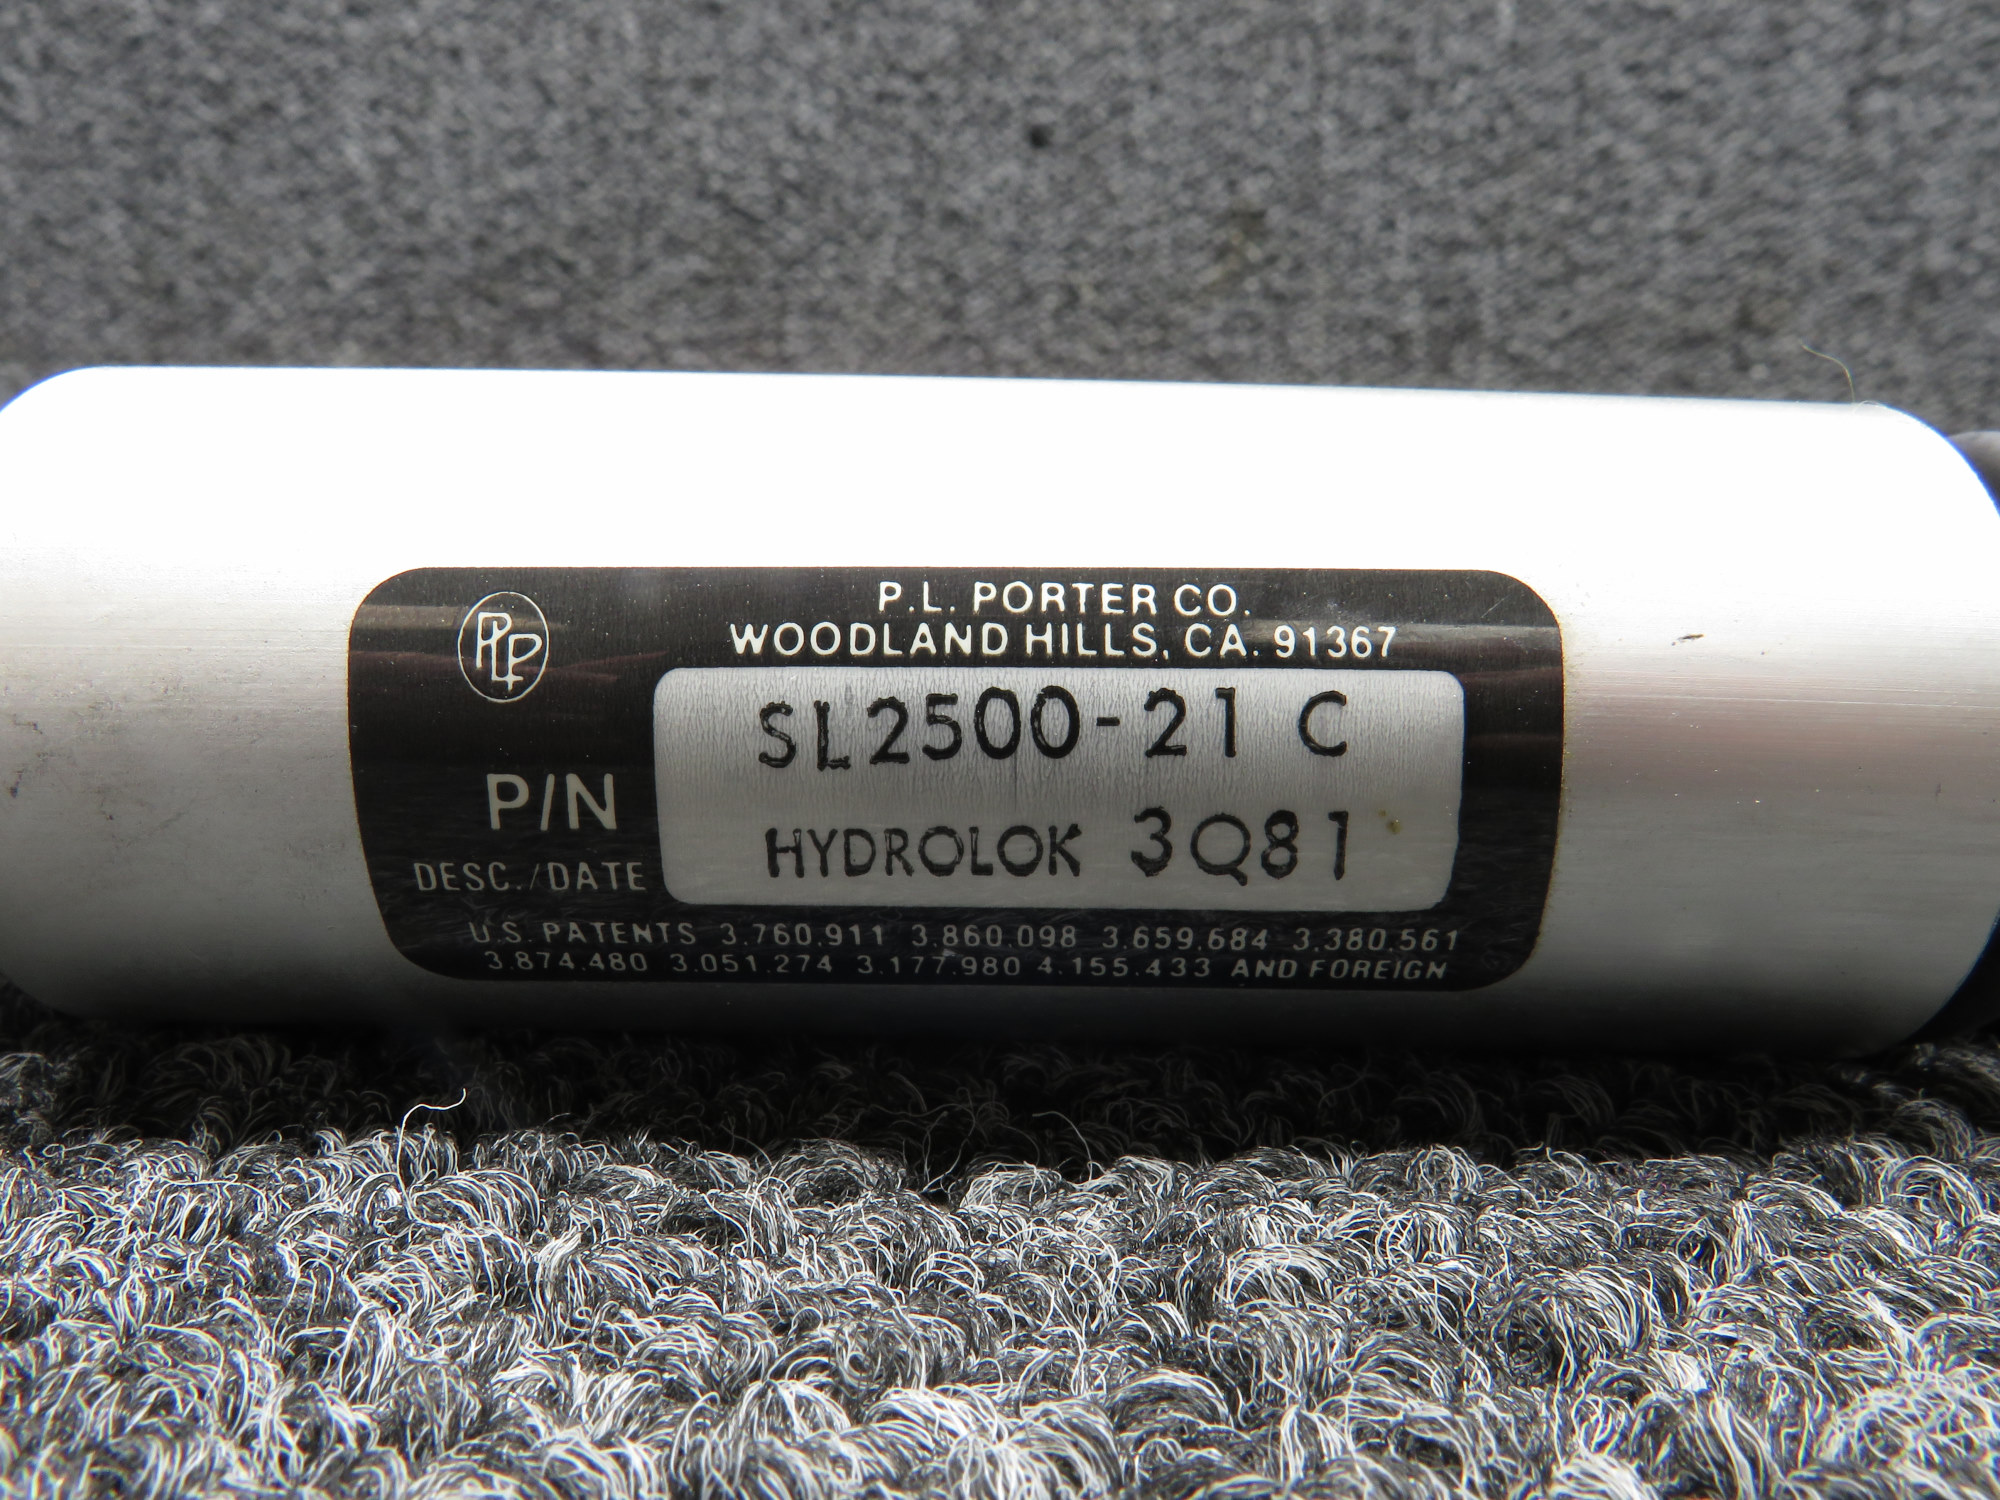 PLP
P.L. PORTER CO.
WOODLAND HILLS, CA. 91367
P/N SL2500-21 C
DESC./DATE HYDROLOK 3Q81
U.S. PATENTS 3.760.911 3.860.098 3.659.684 3.380.561
3.874.480 3.051.274 3.177.980 4.155.433 AND FOREIGN